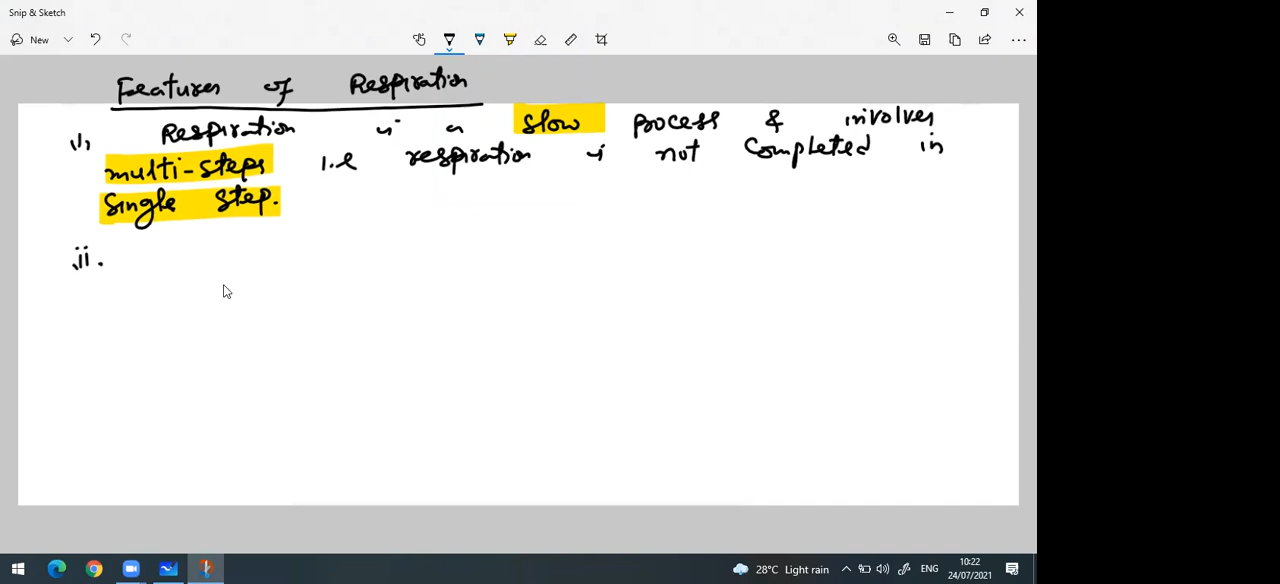 Snip & Sketch
New
Features of Respiration
i) Respiration is a slow process & involves
multi-steps i.e respiration is not completed in
single step.
ii.
28°C Light rain
ENG
10:22
24/07/2021